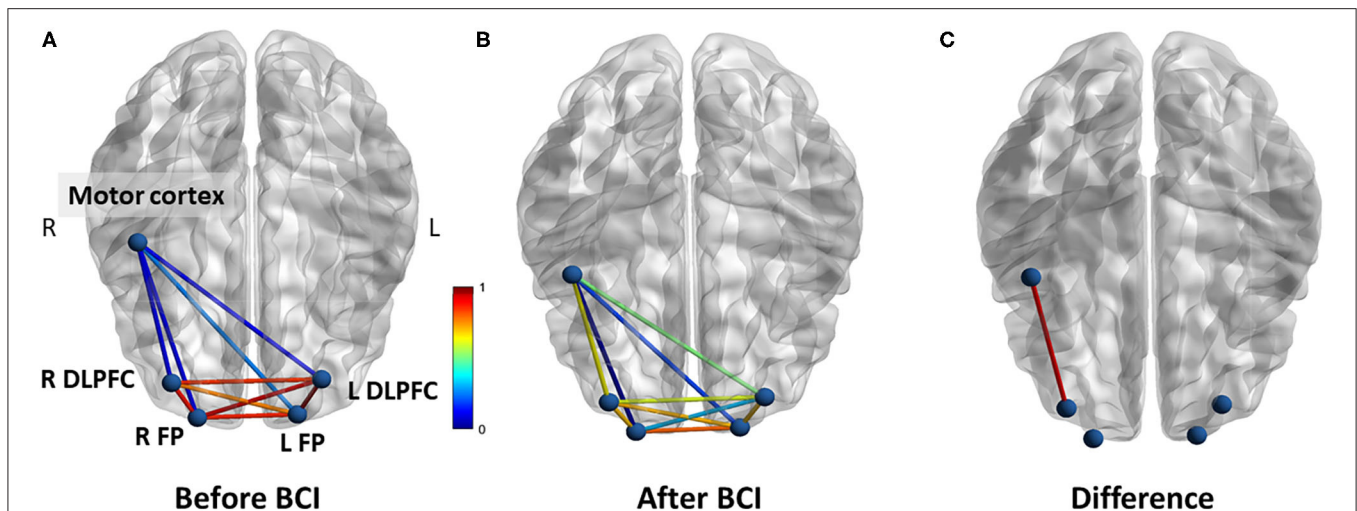 A
B
C
Motor cortex
R
L
1
0
R DLPFC
L DLPFC
R FP
L FP
Before BCI
After BCI
Difference